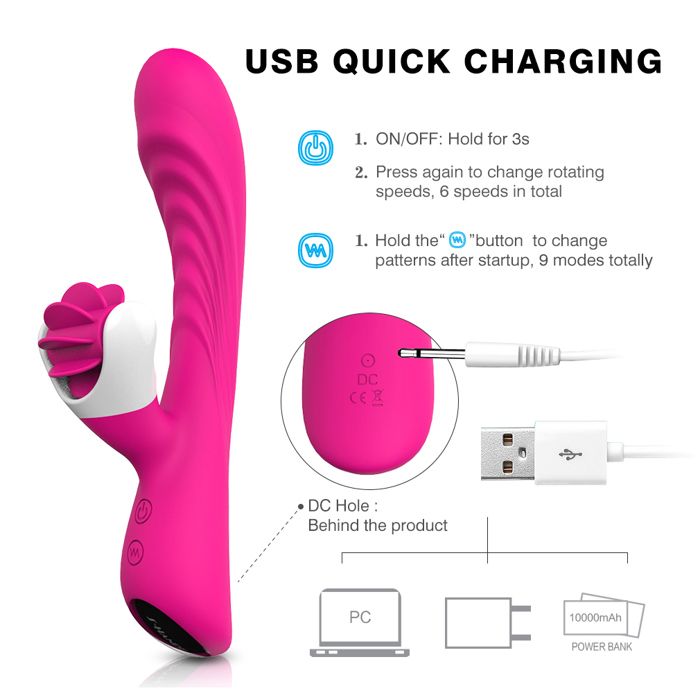 USB QUICK CHARGING
1. ON/OFF: Hold for 3s
2. Press again to change rotating
speeds, 6 speeds in total
1. Hold the“ ”button to change
patterns after startup, 9 modes totally
DC
CE
DC Hole :
Behind the product
PC
10000mAh
POWER BANK